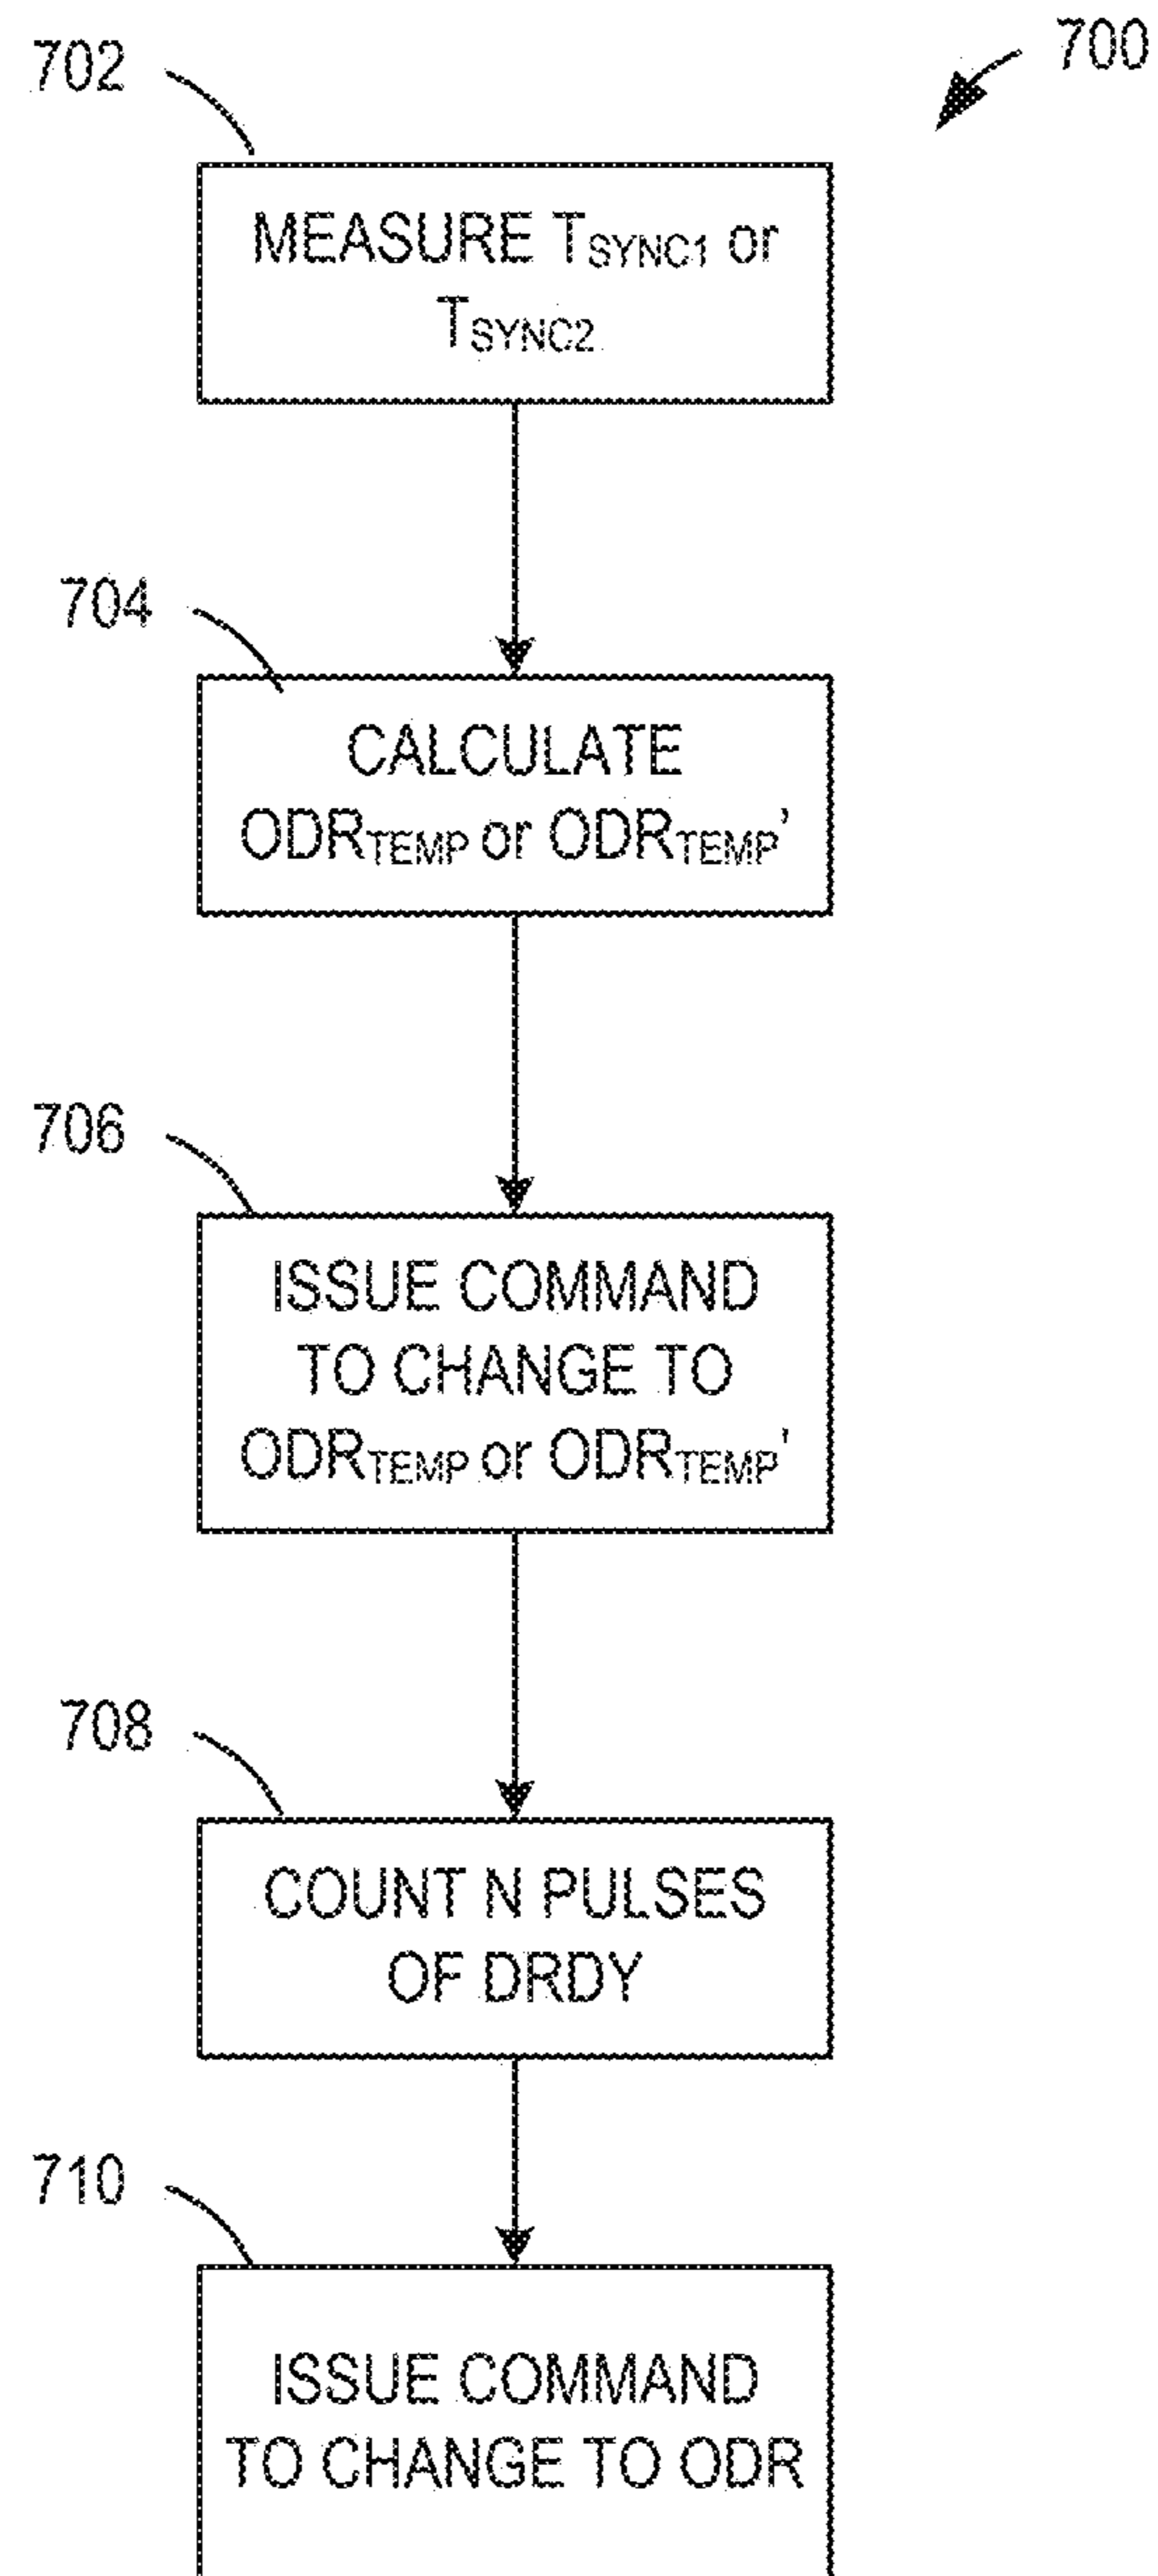 700
702
MEASURE TSYNC1 or
TSYNC2
704
CALCULATE
ODRTEMP or ODRTEMP'
706
ISSUE COMMAND
TO CHANGE TO
ODRTEMP or ODRTEMP'
708
COUNT N PULSES
OF DRDY
710
ISSUE COMMAND
TO CHANGE TO ODR